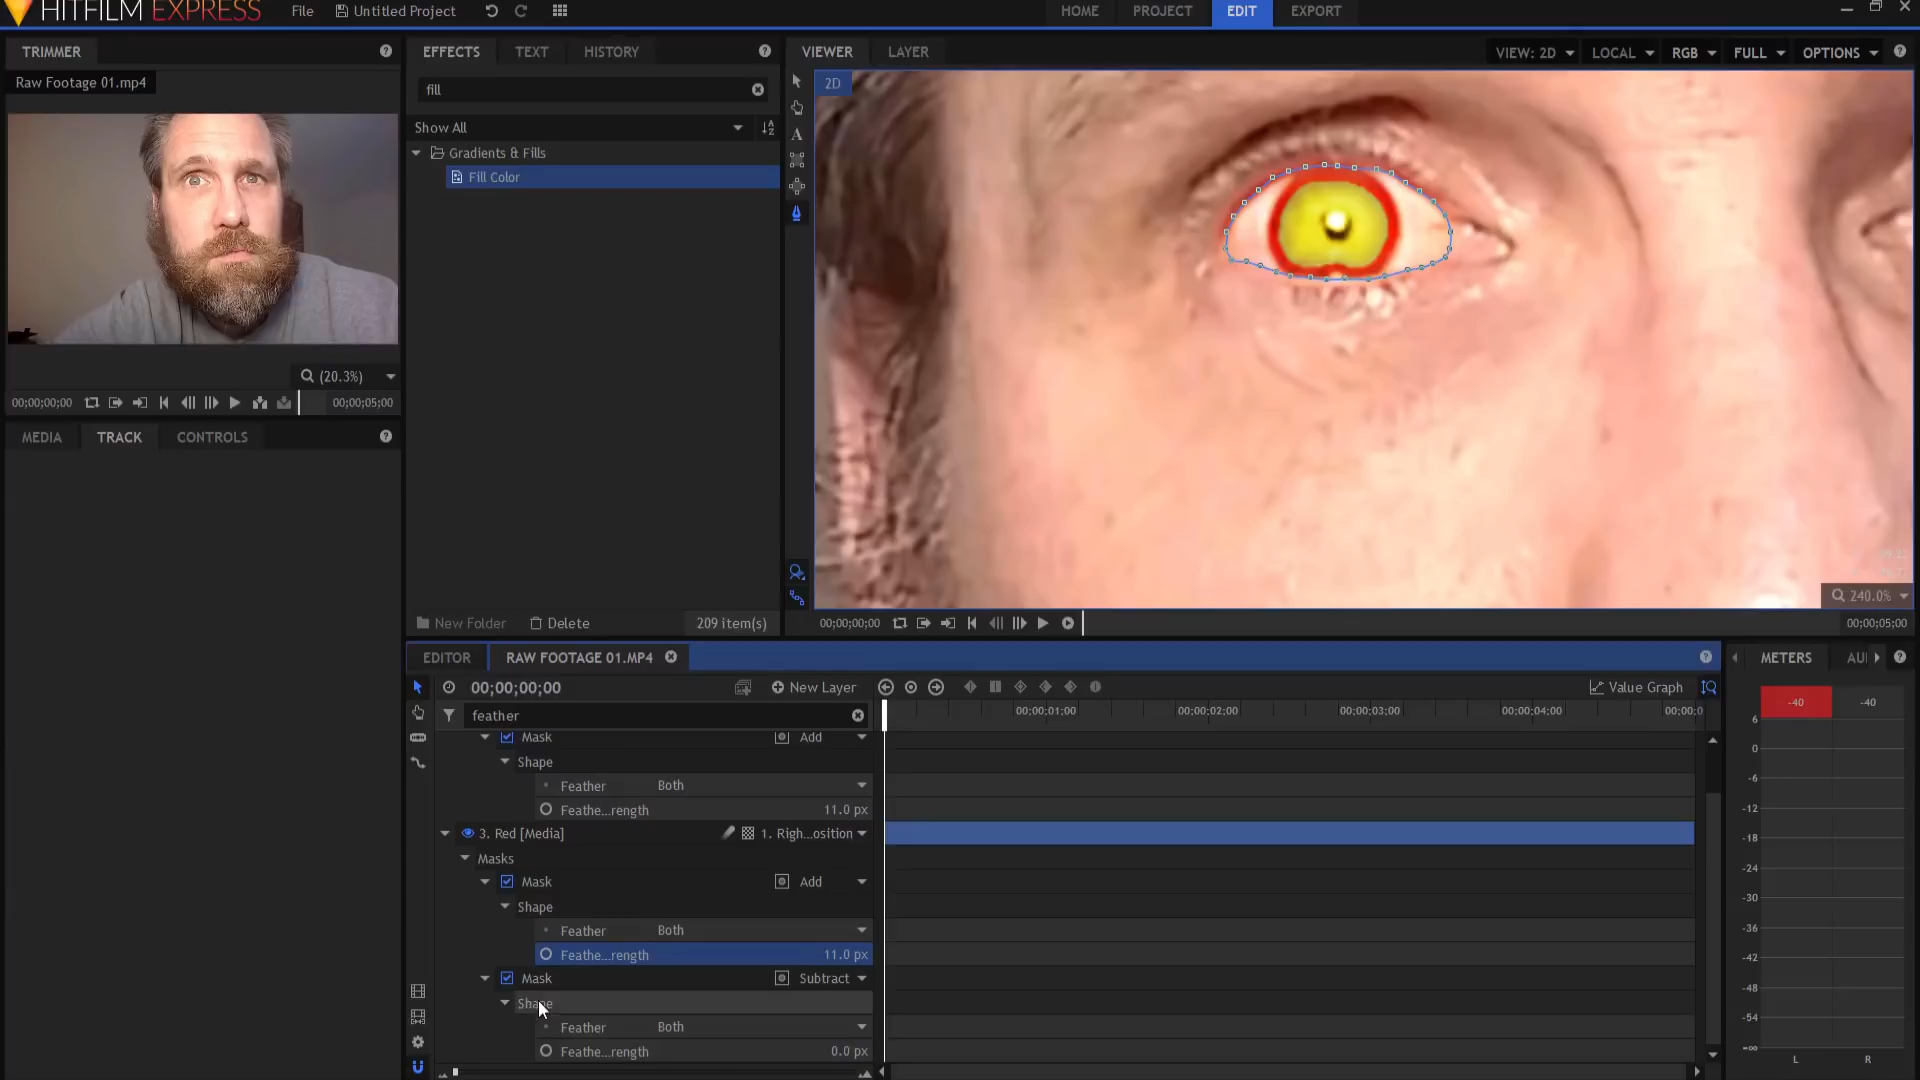 HITFILM EXPRESS
File
Untitled Project
HOME
PROJECT
EDIT
EXPORT
TRIMMER
EFFECTS
TEXT
HISTORY
VIEWER
LAYER
VIEW: 2D
LOCAL
RGB
FULL
OPTIONS
Raw Footage 01.mp4
fill
2D
Show All
Gradients & Fills
Fill Color
(20.3%)
00;00;00;00
00;00;05;00
MEDIA
TRACK
CONTROLS
240.0%
New Folder
Delete
209 item(s)
00;00;00;00
00;00;05;00
EDITOR
RAW FOOTAGE 01.MP4
METERS
AU
00;00;00;00
New Layer
Value Graph
feather
00;00;01;00
00;00;02;00
00;00;03;00
00;00;04;00
00;00;0
-40
-40
Mask
Add
Shape
Feather
Both
Feathe...rength
11.0 px
3. Red [Media]
1. Righ...osition
Masks
Mask
Add
Shape
Feather
Both
Feathe...rength
11.0 px
Mask
Subtract
Shape
Feather
Both
Feathe...rength
0.0 px
6
0
-6
-12
-18
-24
-30
-36
-42
-48
-54
-∞
L
R